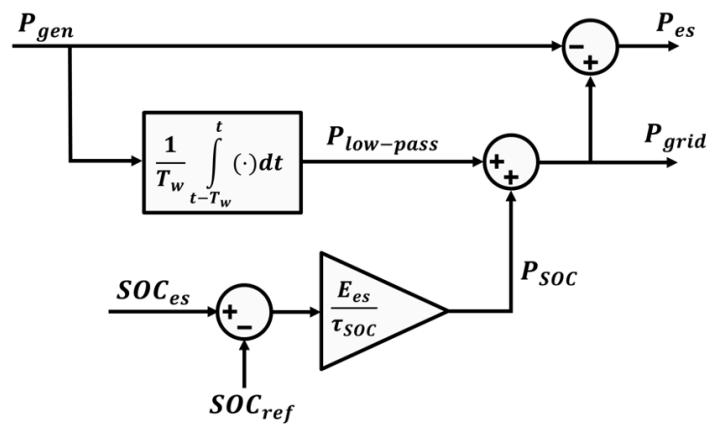 P_gen
P_es
−
+
1/T_w ∫_{t−T_w}^{t} (·)dt
P_low−pass
+
+
P_grid
P_SOC
SOC_es
+
−
E_es/τ_SOC
SOC_ref